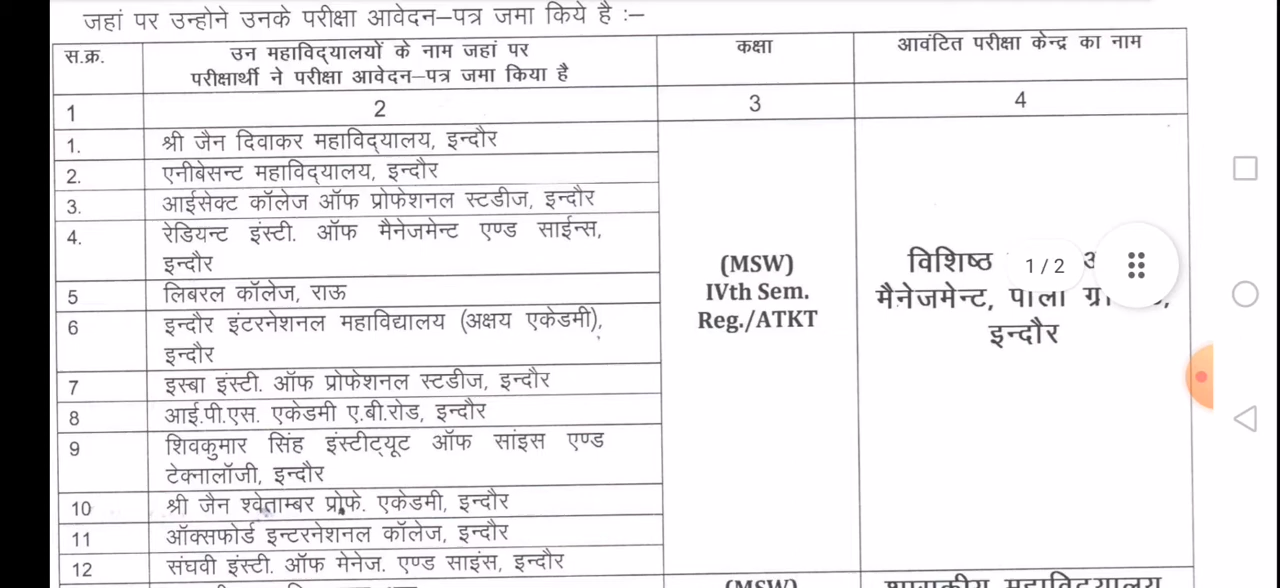 जहां पर उन्होने उनके परीक्षा आवेदन–पत्र जमा किये है :–
स.क्र.
उन महाविद्यालयों के नाम जहां पर
परीक्षार्थी ने परीक्षा आवेदन–पत्र जमा किया है
कक्षा
आवंटित परीक्षा केन्द्र का नाम
1
2
3
4
1. श्री जैन दिवाकर महाविद्यालय, इन्दौर
2. एनीबेसन्ट महाविद्यालय, इन्दौर
3. आईसेक्ट कॉलेज ऑफ प्रोफेशनल स्टडीज, इन्दौर
4. रेडियन्ट इंस्टी. ऑफ मैनेजमेन्ट एण्ड साईन्स,
इन्दौर
5 लिबरल कॉलेज, राऊ
6 इन्दौर इंटरनेशनल महाविद्यालय (अक्षय एकेडमी),
इन्दौर
7 इस्बा इंस्टी. ऑफ प्रोफेशनल स्टडीज, इन्दौर
8 आई.पी.एस. एकेडमी ए.बी.रोड, इन्दौर
9 शिवकुमार सिंह इंस्टीट्यूट ऑफ सांइस एण्ड
टेक्नालॉजी, इन्दौर
10 श्री जैन श्वेताम्बर प्रोफे. एकेडमी, इन्दौर
11 ऑक्सफोर्ड इन्टरनेशनल कॉलेज, इन्दौर
12 संघवी इंस्टी. ऑफ मेनेज. एण्ड साइंस, इन्दौर
(MSW)
IVth Sem.
Reg./ATKT
विशिष्ठ
मैनेजमेन्ट,
इन्दौर
1 / 2
(MSW)
शासकीय महाविद्यालय